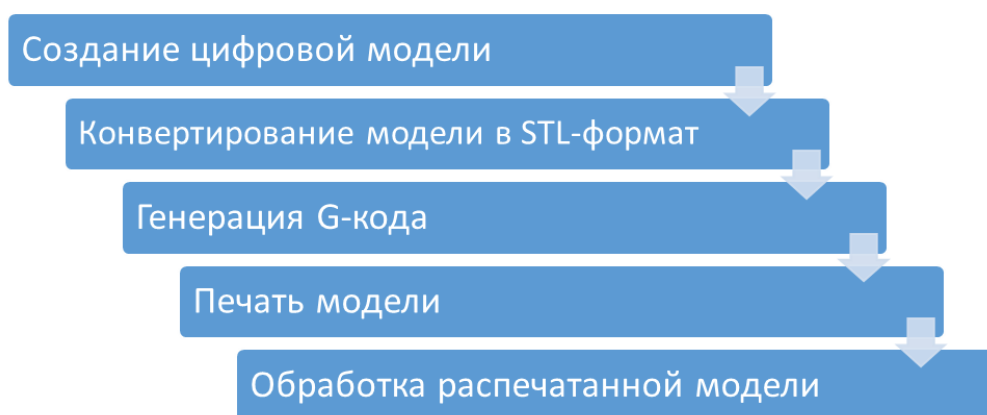 Создание цифровой модели
Конвертирование модели в STL-формат
Генерация G-кода
Печать модели
Обработка распечатанной модели